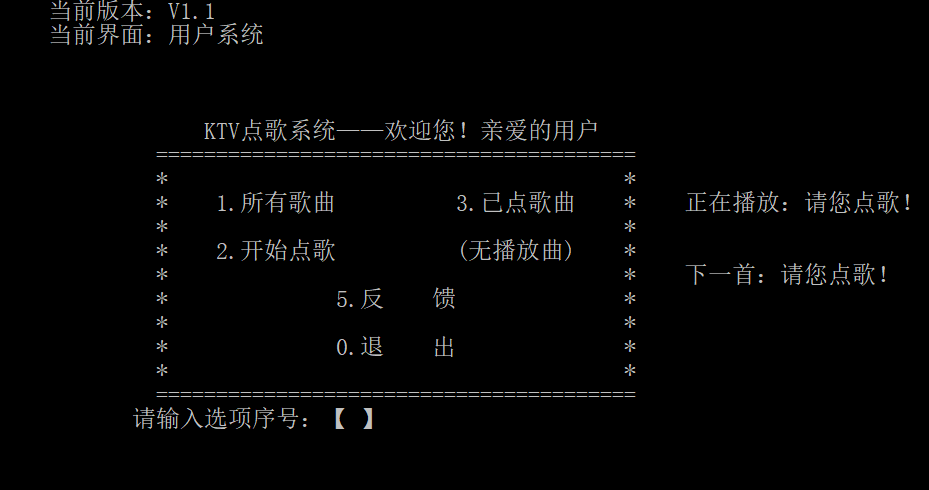 当前版本：V1.1
当前界面：用户系统
KTV点歌系统——欢迎您！亲爱的用户
========================================
*                                      *
*    1.所有歌曲          3.已点歌曲    *    正在播放：请您点歌！
*                                      *
*    2.开始点歌          (无播放曲)    *
*                                      *    下一首：请您点歌！
*              5.反    馈              *
*                                      *
*              0.退    出              *
*                                      *
========================================
请输入选项序号：【 】